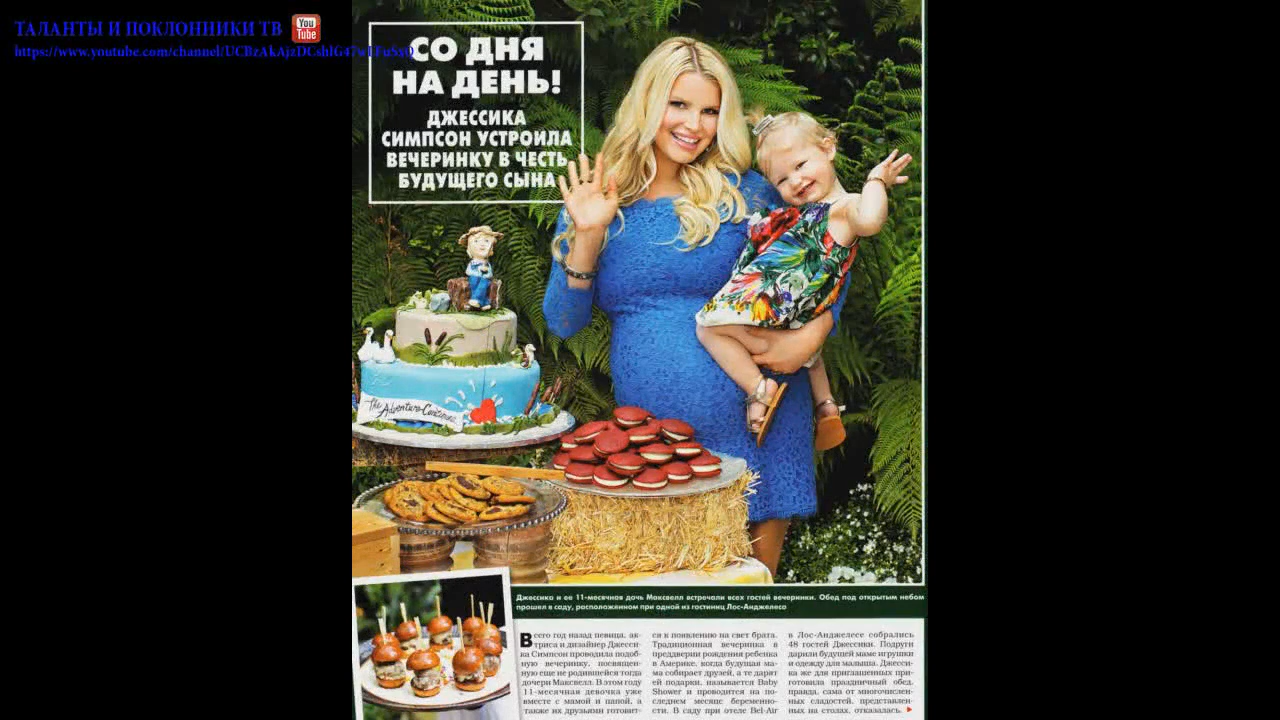 ТАЛАНТЫ И ПОКЛОННИКИ ТВ
You
Tube
СО ДНЯ
НА ДЕНЬ!
ДЖЕССИКА
СИМПСОН УСТРОИЛА
ВЕЧЕРИНКУ В ЧЕСТЬ
БУДУЩЕГО СЫНА
The Adventure Continues
Джессика и ее 11-месячная дочь Максвелл встречали всех гостей вечеринки. Обед под открытым небом
прошел в саду, расположенном при одной из гостиниц Лос-Анджелеса
Всего год назад певица, ак-
триса и дизайнер Джесси-
ка Симпсон проводила подоб-
ную вечеринку, посвящен-
ную еще не родившейся тогда
дочери Максвелл. В этом году
11-месячная девочка уже
вместе с мамой и папой, а
также их друзьями готовит-
ся к появлению на свет брата.
Традиционная вечеринка в
преддверии рождения ребенка
в Америке, когда будущая ма-
ма собирает друзей, а те дарят
ей подарки, называется Baby
Shower и проводится на по-
следнем месяце беременно-
сти. В саду при отеле Bel-Air
в Лос-Анджелесе собрались
48 гостей Джессики. Подруги
дарили будущей маме игрушки
и одежду для малыша. Джесси-
ка же для приглашенных при-
готовила праздничный обед,
правда, сама от многочислен-
ных сладостей, представлен-
ных на столах, отказалась.